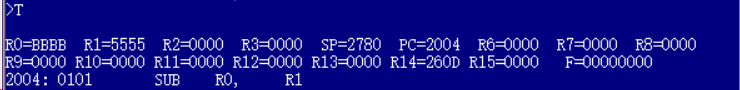 >T
R0=BBBB  R1=5555  R2=0000  R3=0000  SP=2780  PC=2004  R6=0000  R7=0000  R8=0000
R9=0000 R10=0000 R11=0000 R12=0000 R13=0000 R14=260D R15=0000   F=00000000
2004: 0101       SUB    R0,     R1